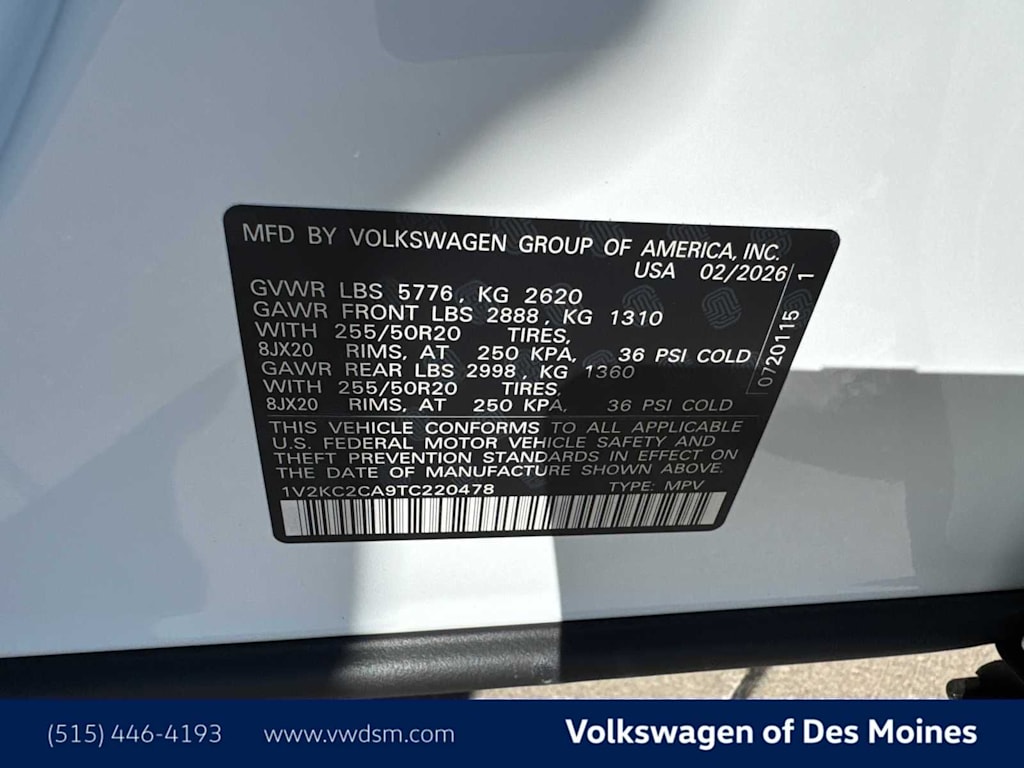 MFD BY VOLKSWAGEN GROUP OF AMERICA, INC.
USA 02/2026
GVWR LBS 5776, KG 2620
GAWR FRONT LBS 2888, KG 1310
WITH 255/50R20 TIRES,
8JX20 RIMS, AT 250 KPA, 36 PSI COLD
GAWR REAR LBS 2998, KG 1360
WITH 255/50R20 TIRES,
8JX20 RIMS, AT 250 KPA, 36 PSI COLD
THIS VEHICLE CONFORMS TO ALL APPLICABLE
U.S. FEDERAL MOTOR VEHICLE SAFETY AND
THEFT PREVENTION STANDARDS IN EFFECT ON
THE DATE OF MANUFACTURE SHOWN ABOVE.
1V2KC2CA9TC220478 TYPE: MPV
0720115 1
(515) 446-4193 www.vwdsm.com Volkswagen of Des Moines